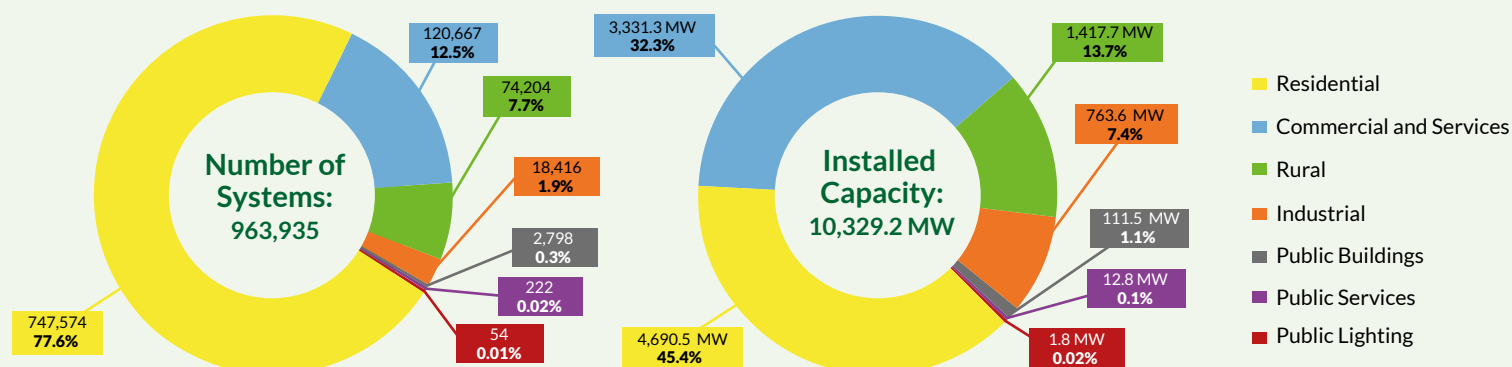 120,667
12.5%
74,204
7.7%
18,416
1.9%
2,798
0.3%
222
0.02%
54
0.01%
747,574
77.6%
Number of
Systems:
963,935
3,331.3 MW
32.3%
1,417.7 MW
13.7%
763.6 MW
7.4%
111.5 MW
1.1%
12.8 MW
0.1%
1.8 MW
0.02%
4,690.5 MW
45.4%
Installed
Capacity:
10,329.2 MW
Residential
Commercial and Services
Rural
Industrial
Public Buildings
Public Services
Public Lighting